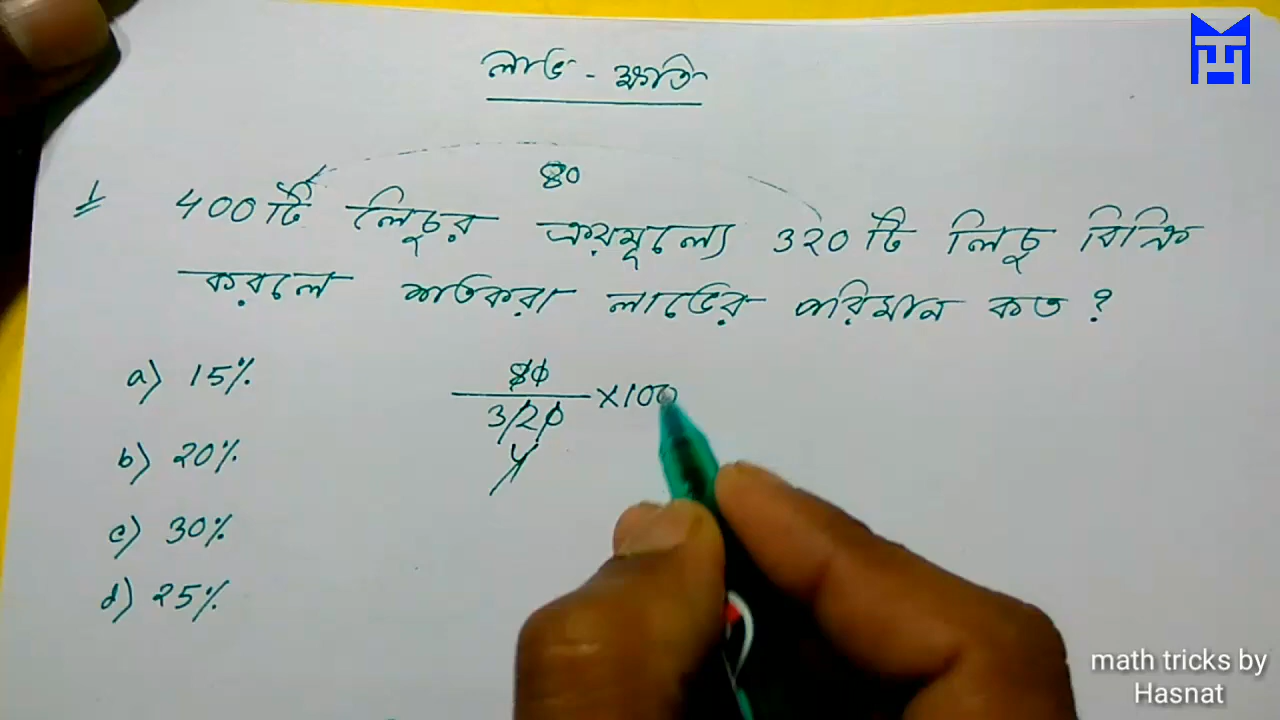 লাভ - ক্ষতি
80
1 400টি লিচুর ক্রয়মূল্যে 320টি লিচু বিক্রি
করলে শতকরা লাভের পরিমান কত ?
a) 15%
80
320 ×100
4
b) 20%
c) 30%
d) 25%
math tricks by
Hasnat